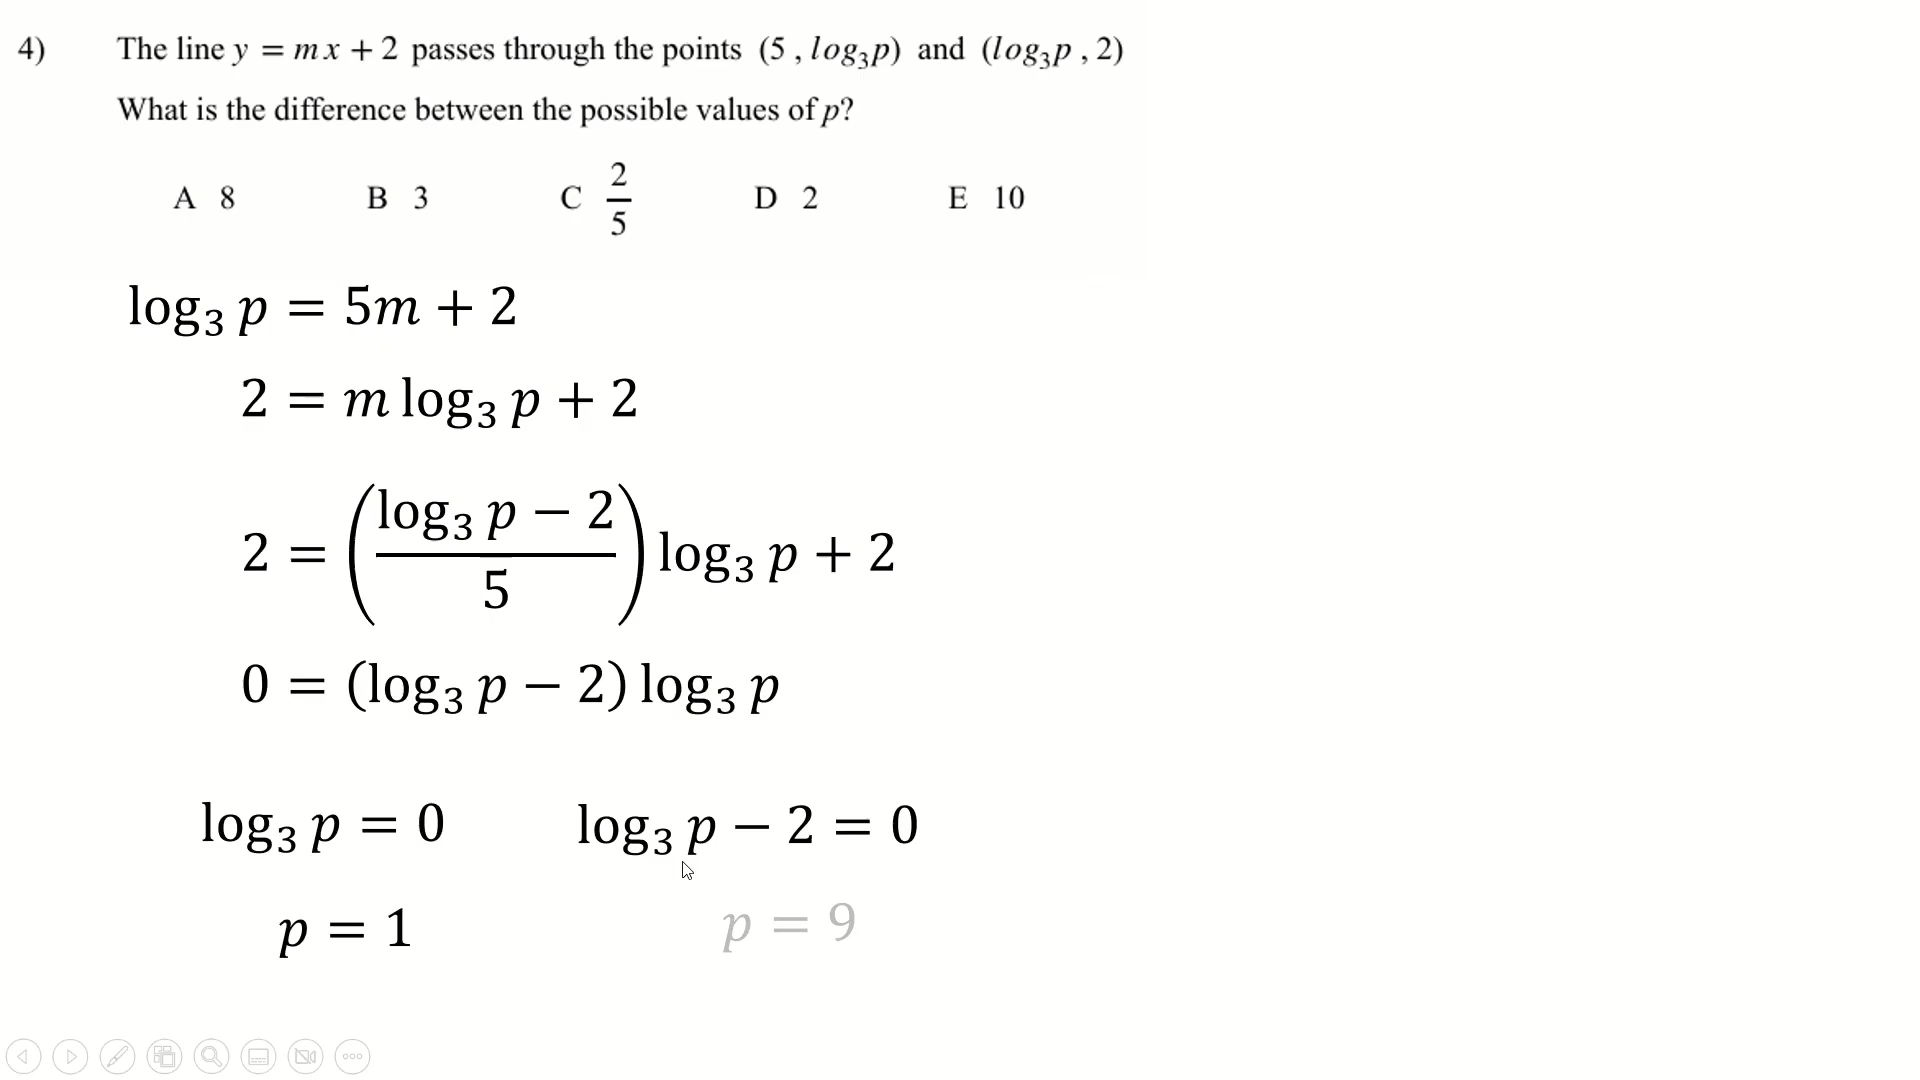 4) The line y = mx + 2 passes through the points (5 , log₃p) and (log₃p , 2)
What is the difference between the possible values of p?
A 8 B 3 C 2/5 D 2 E 10
log₃ p = 5m + 2
2 = m log₃ p + 2
2 = ((log₃ p − 2)/5) log₃ p + 2
0 = (log₃ p − 2) log₃ p
log₃ p = 0 log₃ p − 2 = 0
p = 1 p = 9